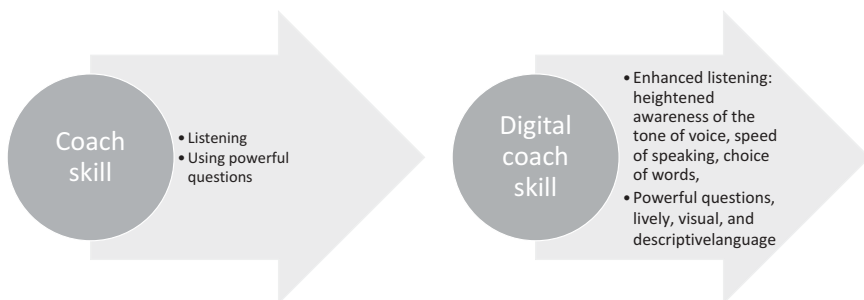 Coach
skill
• Listening
• Using powerful
questions
Digital
coach
skill
• Enhanced listening:
heightened
awareness of the
tone of voice, speed
of speaking, choice
of words,
• Powerful questions,
lively, visual, and
descriptivelanguage